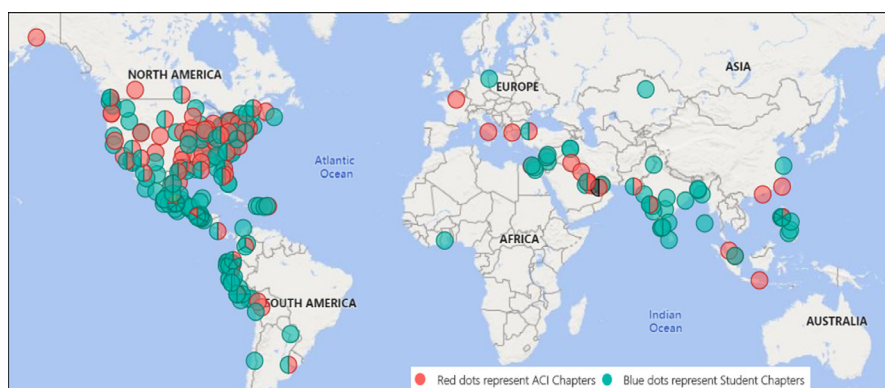 NORTH AMERICA
EUROPE
ASIA
Atlantic
Ocean
AFRICA
SOUTH AMERICA
Indian
Ocean
AUSTRALIA
Red dots represent ACI Chapters
Blue dots represent Student Chapters